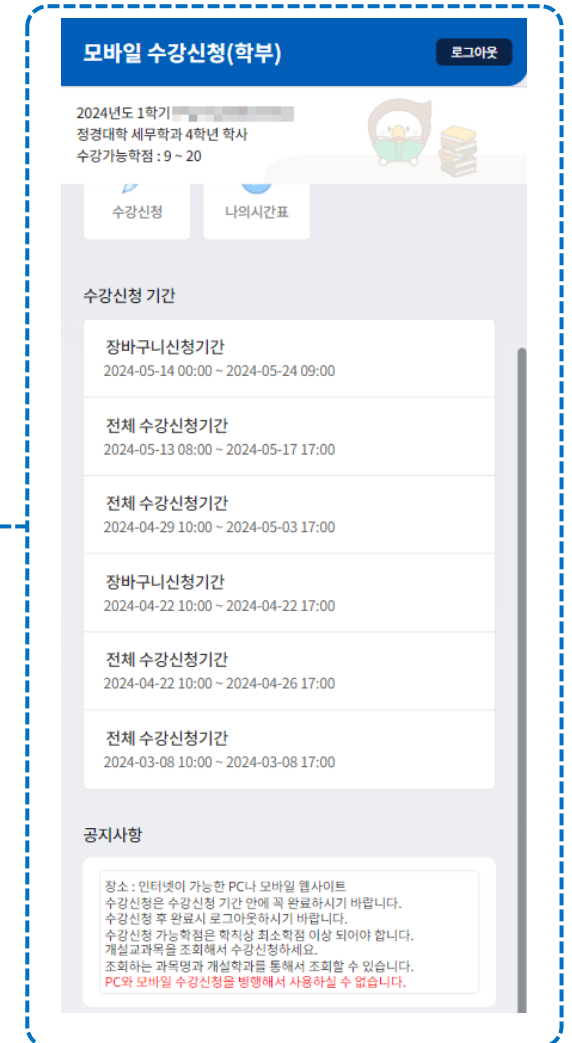 모바일 수강신청(학부)
로그아웃
2024년도 1학기
정경대학 세무학과 4학년 학사
수강가능학점 : 9 ~ 20
수강신청
나의시간표
수강신청 기간
장바구니신청기간
2024-05-14 00:00 ~ 2024-05-24 09:00
전체 수강신청기간
2024-05-13 08:00 ~ 2024-05-17 17:00
전체 수강신청기간
2024-04-29 10:00 ~ 2024-05-03 17:00
장바구니신청기간
2024-04-22 10:00 ~ 2024-04-22 17:00
전체 수강신청기간
2024-04-22 10:00 ~ 2024-04-26 17:00
전체 수강신청기간
2024-03-08 10:00 ~ 2024-03-08 17:00
공지사항
장소 : 인터넷이 가능한 PC나 모바일 웹사이트
수강신청은 수강신청 기간 안에 꼭 완료하시기 바랍니다.
수강신청 후 완료시 로그아웃하시기 바랍니다.
수강신청 가능학점은 학칙상 최소학점 이상 되어야 합니다.
개설교과목을 조회해서 수강신청하세요.
조회하는 과목명과 개설학과를 통해서 조회할 수 있습니다.
PC와 모바일 수강신청을 병행해서 사용하실 수 없습니다.